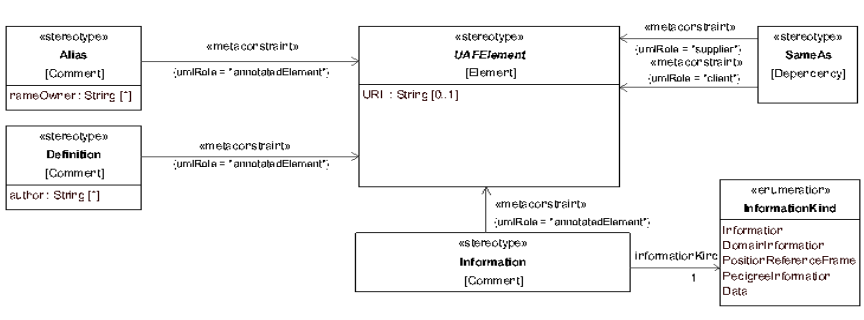 «stereotype»
Alias
[Comment]
nameOwner : String [*]
«metaconstraint»
{umlRole = "annotatedElement"}
«stereotype»
Definition
[Comment]
author : String [*]
«metaconstraint»
{umlRole = "annotatedElement"}
«stereotype»
UAFElement
[Element]
URI : String [0..1]
«metaconstraint»
{umlRole = "supplier"}
«metaconstraint»
{umlRole = "client"}
«stereotype»
SameAs
[Dependency]
«metaconstraint»
{umlRole = "annotatedElement"}
«stereotype»
Information
[Comment]
informationKind
1
«enumeration»
InformationKind
Information
DomainInformation
PositionReferenceFrame
PedigreeInformation
Data